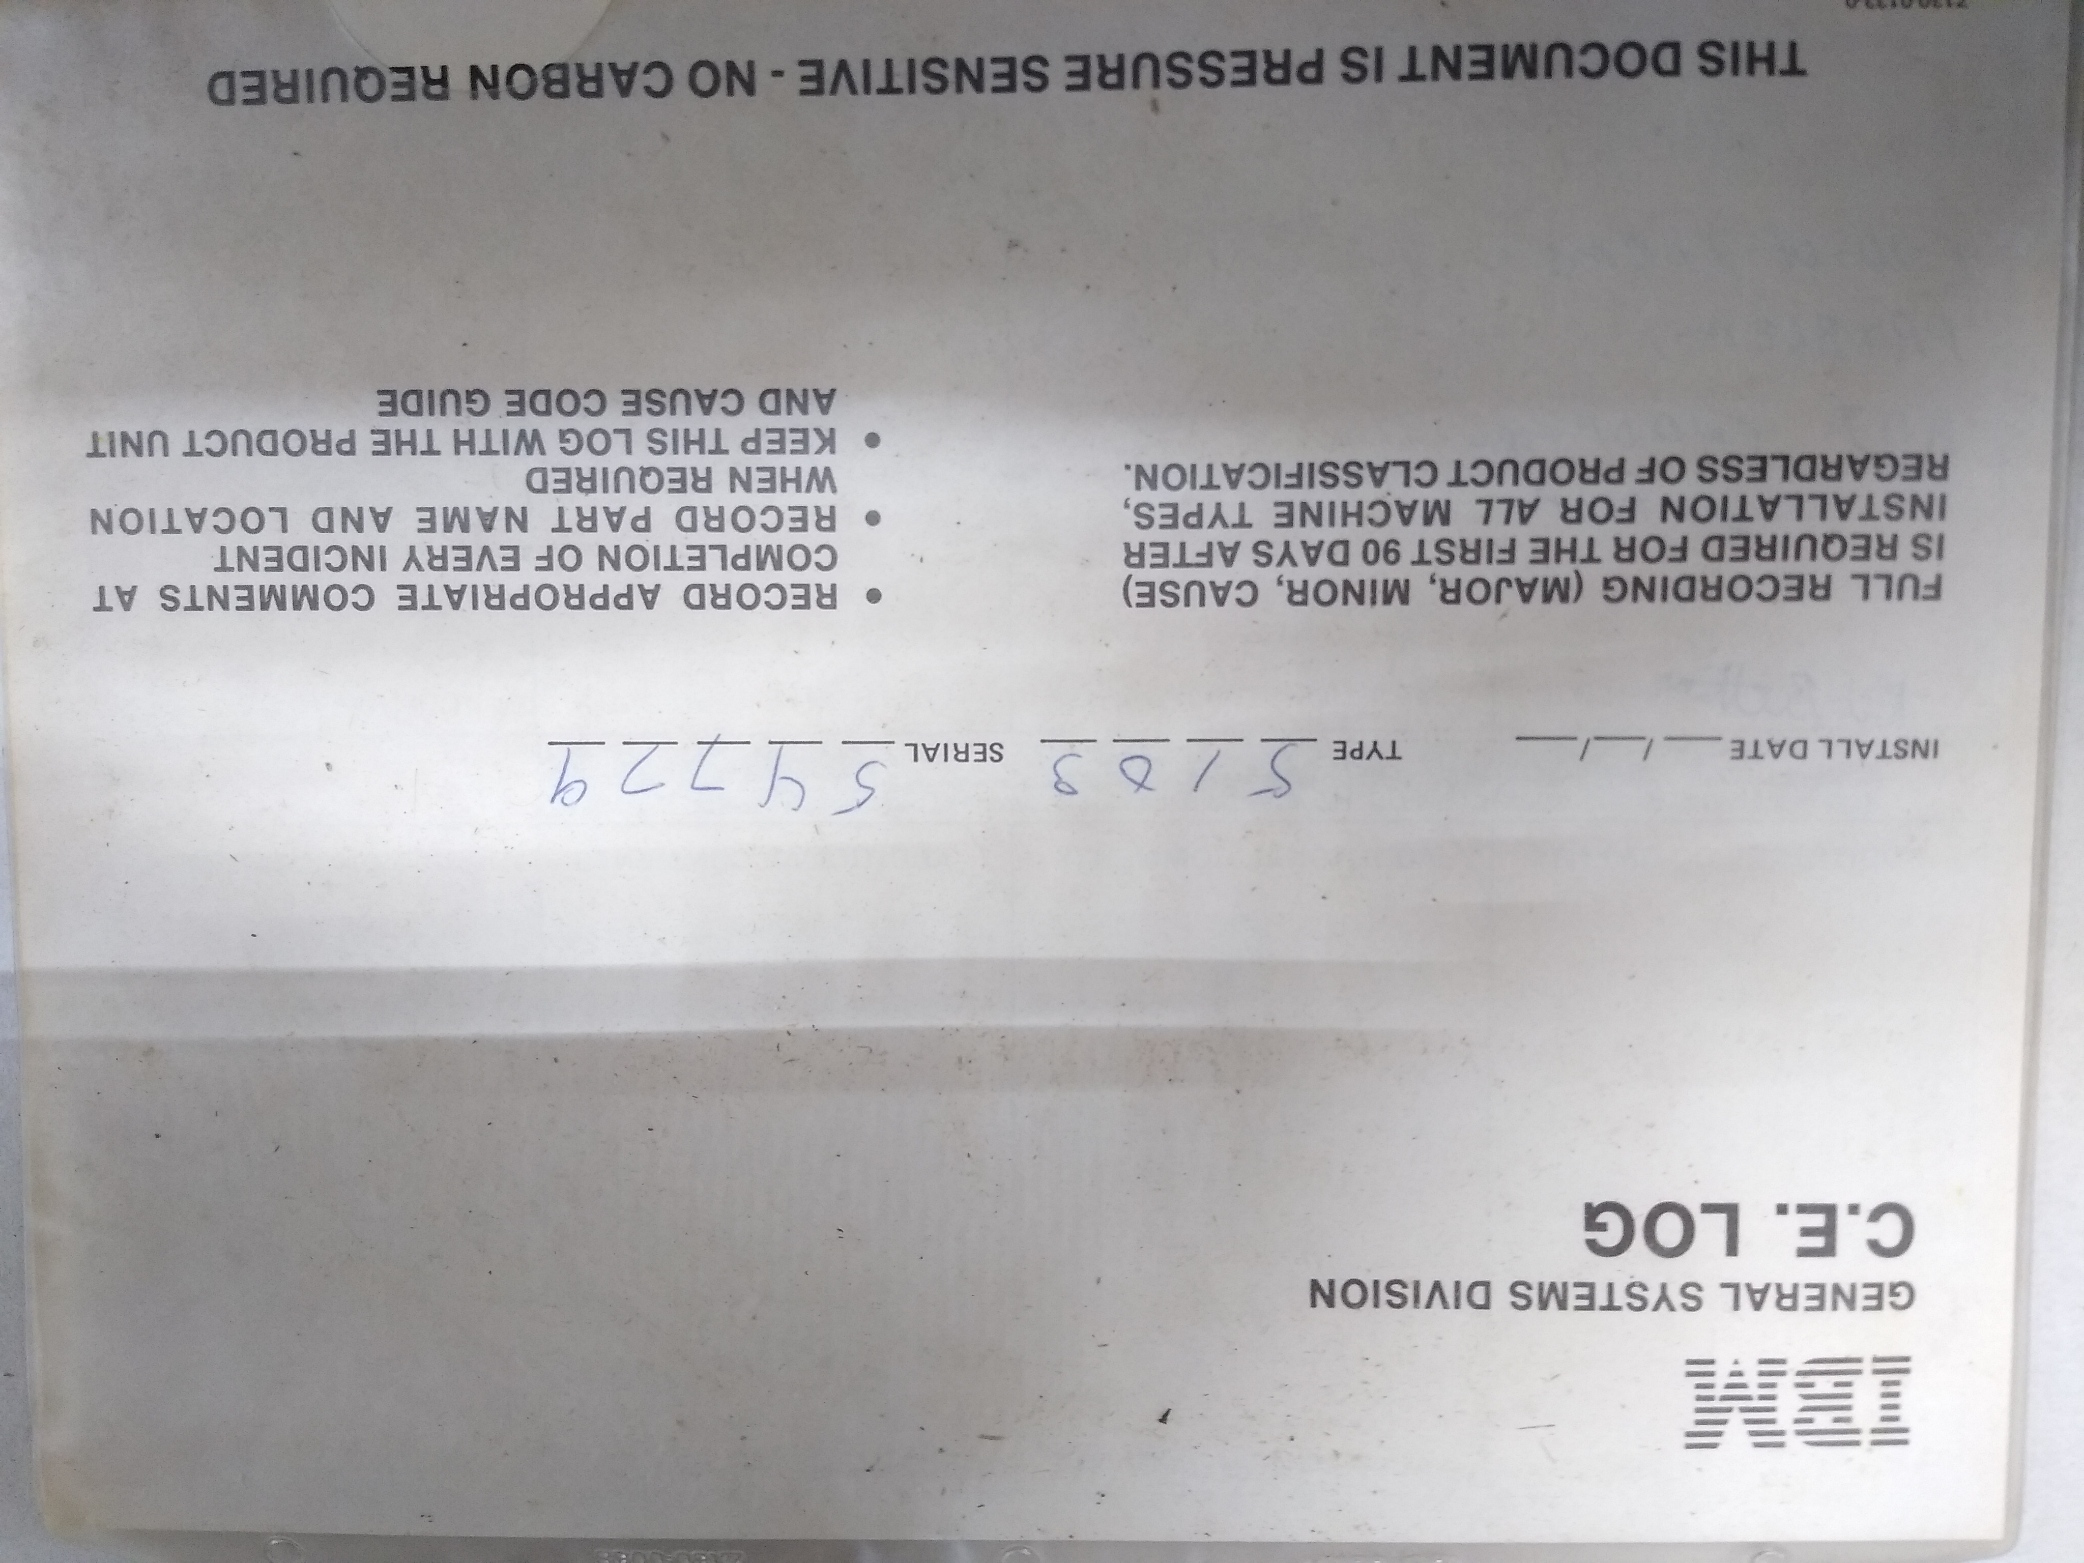 IBM
GENERAL SYSTEMS DIVISION
C.E. LOG
INSTALL DATE __/__/__ TYPE 5103 SERIAL 54729
FULL RECORDING (MAJOR, MINOR, CAUSE)
IS REQUIRED FOR THE FIRST 90 DAYS AFTER
INSTALLATION FOR ALL MACHINE TYPES,
REGARDLESS OF PRODUCT CLASSIFICATION.
• RECORD APPROPRIATE COMMENTS AT
COMPLETION OF EVERY INCIDENT
• RECORD PART NAME AND LOCATION
WHEN REQUIRED
• KEEP THIS LOG WITH THE PRODUCT UNIT
AND CAUSE CODE GUIDE
THIS DOCUMENT IS PRESSURE SENSITIVE - NO CARBON REQUIRED